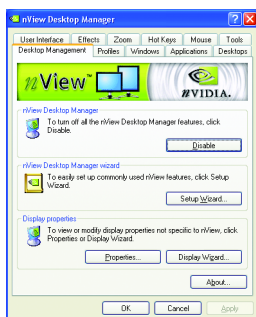 nView Desktop Manager
User Interface Effects Zoom Hot Keys Mouse Tools
Desktop Management Profiles Windows Applications Desktops
nView™ NVIDIA.
nView Desktop Manager
To turn off all the nView Desktop Manager features, click
Disable.
Disable
nView Desktop Manager wizard
To easily set up commonly used nView features, click Setup
Wizard.
Setup Wizard...
Display properties
To view or modify display properties not specific to nView, click
Properties or Display Wizard.
Properties... Display Wizard...
About...
OK Cancel Apply